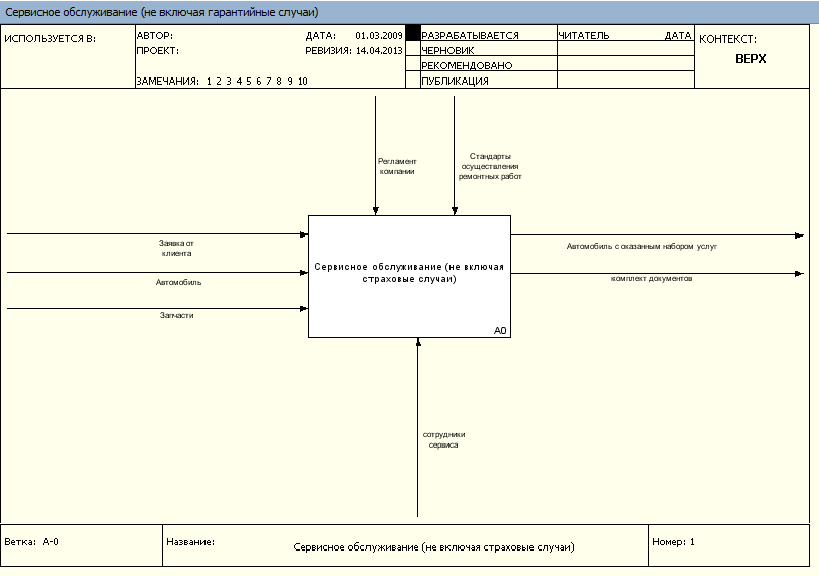 Сервисное обслуживание (не включая гарантийные случаи)
ИСПОЛЬЗУЕТСЯ В:
АВТОР:
ДАТА: 01.03.2009
ПРОЕКТ:
РЕВИЗИЯ: 14.04.2013
ЗАМЕЧАНИЯ: 1 2 3 4 5 6 7 8 9 10
РАЗРАБАТЫВАЕТСЯ
ЧЕРНОВИК
РЕКОМЕНДОВАНО
ПУБЛИКАЦИЯ
ЧИТАТЕЛЬ ДАТА
КОНТЕКСТ:
ВЕРХ
Регламент
компании
Стандарты
осуществления
ремонтных работ
Заявка от
клиента
Автомобиль
Запчасти
Сервисное обслуживание (не включая
страховые случаи)
A0
Автомобиль с оказанным набором услуг
комплект документов
сотрудники
сервиса
Ветка: A-0
Название:
Сервисное обслуживание (не включая страховые случаи)
Номер: 1